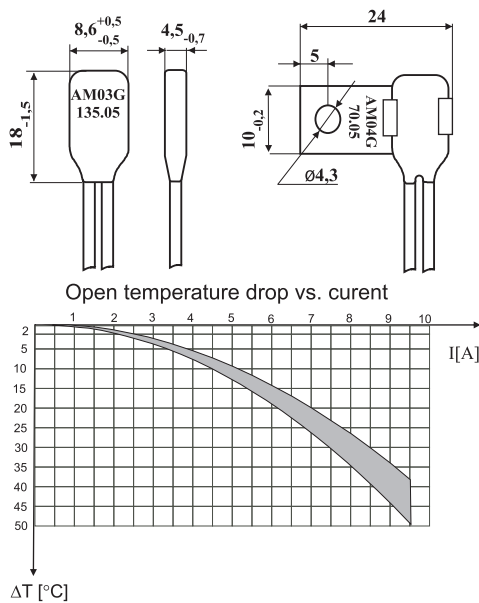 8,6 +0,5 -0,5
4,5 -0,7
24
5
AM03G
135.05
18 -1,5
10 -0,2
AM04G
70.05
Ø4,3
Open temperature drop vs. curent
1 2 3 4 5 6 7 8 9 10
I[A]
2
5
10
15
20
25
30
35
40
45
50
ΔT [°C]